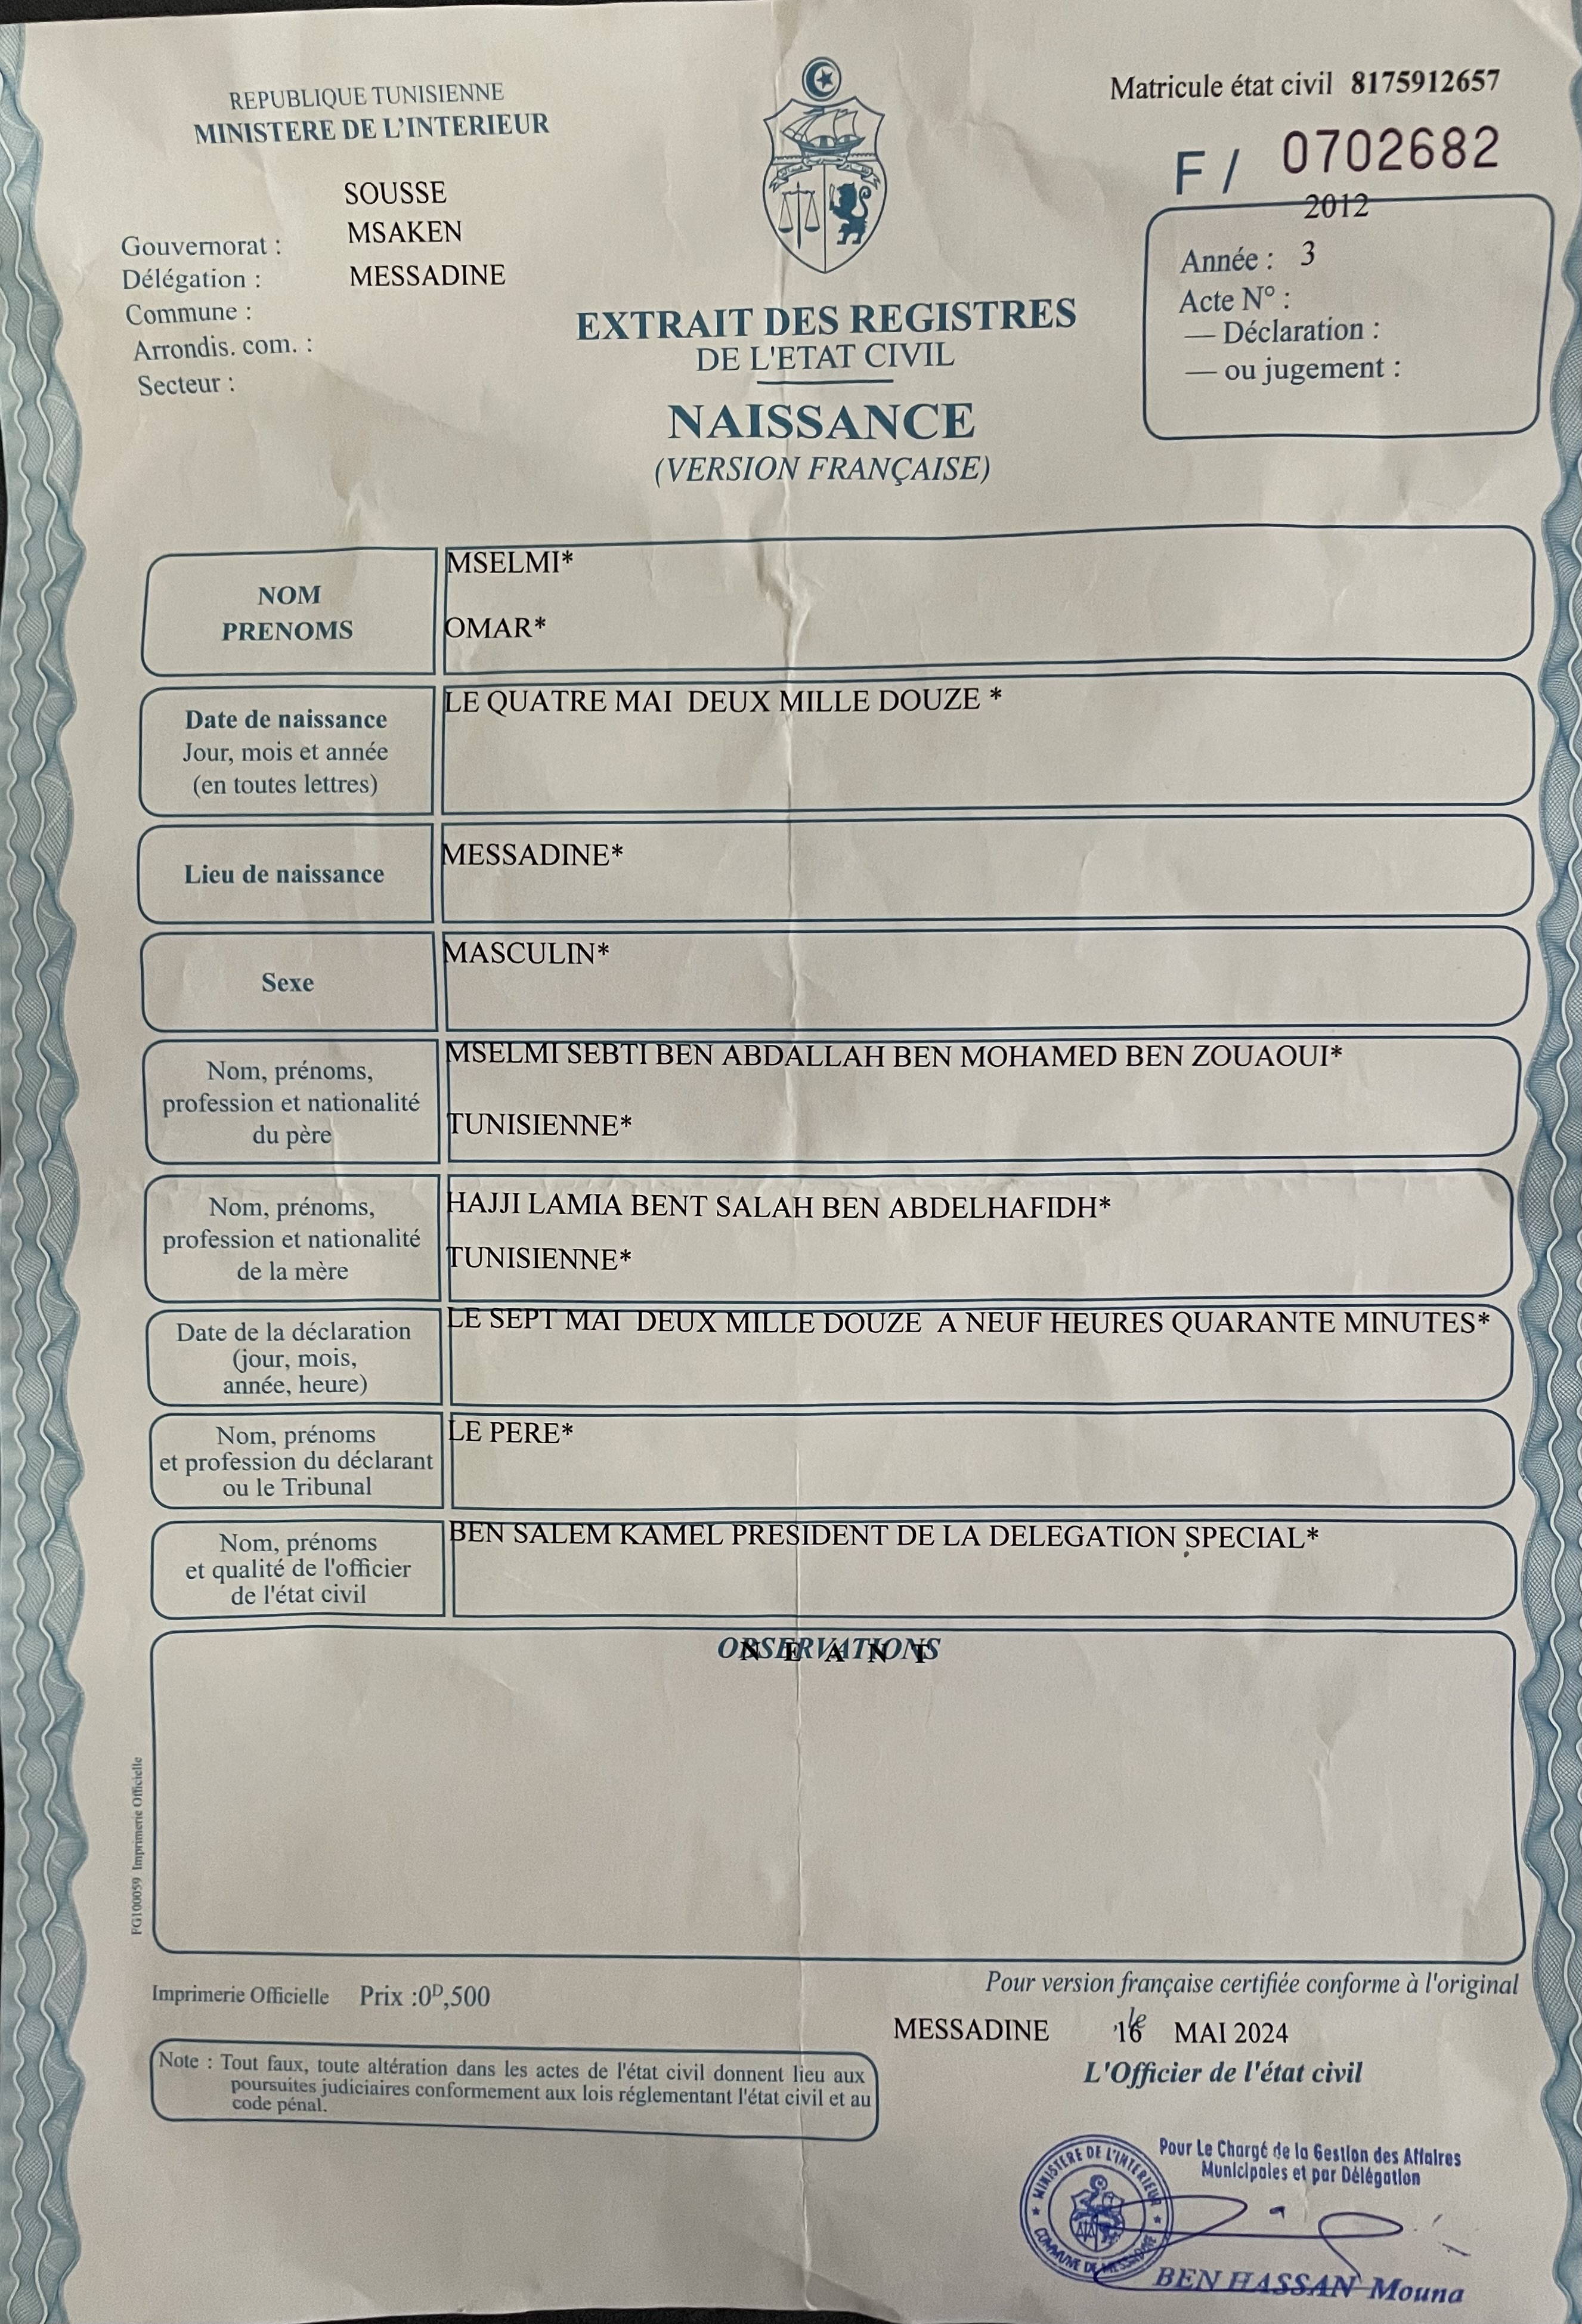 REPUBLIQUE TUNISIENNE
MINISTERE DE L'INTERIEUR
Matricule état civil 8175912657
F / 0702682
SOUSSE
MSAKEN
MESSADINE
Gouvernorat :
Délégation :
Commune :
Arrondis. com. :
Secteur :
2012
Année : 3
Acte N° :
— Déclaration :
— ou jugement :
EXTRAIT DES REGISTRES
DE L'ETAT CIVIL
NAISSANCE
(VERSION FRANÇAISE)
NOM
PRENOMS
MSELMI*
OMAR*
Date de naissance
Jour, mois et année
(en toutes lettres)
LE QUATRE MAI DEUX MILLE DOUZE *
Lieu de naissance
MESSADINE*
Sexe
MASCULIN*
Nom, prénoms,
profession et nationalité
du père
MSELMI SEBTI BEN ABDALLAH BEN MOHAMED BEN ZOUAOUI*
TUNISIENNE*
Nom, prénoms,
profession et nationalité
de la mère
HAJJI LAMIA BENT SALAH BEN ABDELHAFIDH*
TUNISIENNE*
Date de la déclaration
(jour, mois,
année, heure)
LE SEPT MAI DEUX MILLE DOUZE A NEUF HEURES QUARANTE MINUTES*
Nom, prénoms
et profession du déclarant
ou le Tribunal
LE PERE*
Nom, prénoms
et qualité de l'officier
de l'état civil
BEN SALEM KAMEL PRESIDENT DE LA DELEGATION SPECIAL*
OBSERVATIONS
N E A N T
FG100059 Imprimerie Officielle
Imprimerie Officielle Prix :0D,500
Pour version française certifiée conforme à l'original
MESSADINE le 16 MAI 2024
L'Officier de l'état civil
Note : Tout faux, toute altération dans les actes de l'état civil donnent lieu aux
poursuites judiciaires conformement aux lois réglementant l'état civil et au
code pénal.
Pour Le Chargé de la Gestion des Affaires
Municipales et par Délégation
MINISTERE DE L'INTERIEUR
COMMUNE DE MESSADINE
BEN HASSAN Mouna